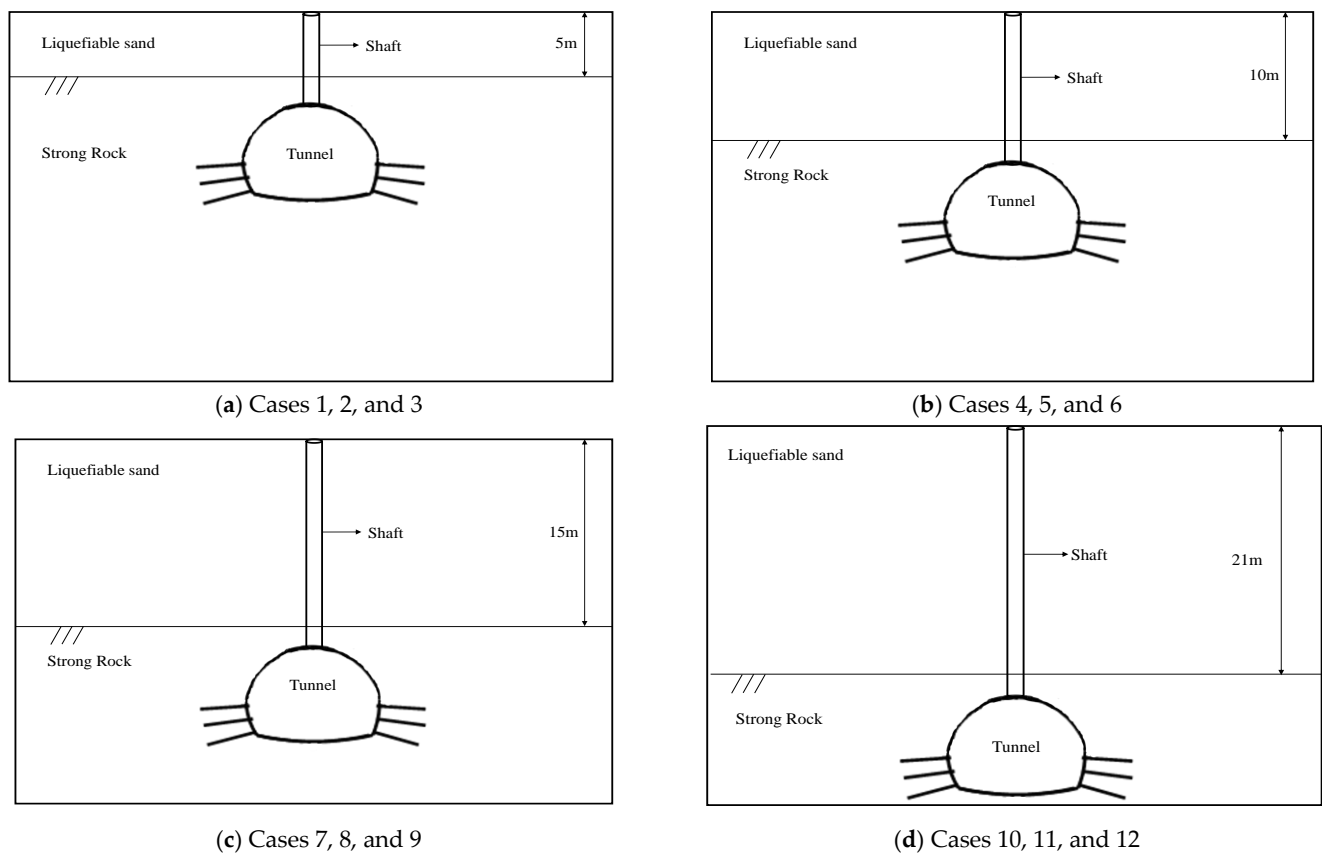 Liquefiable sand
5m
Shaft
Strong Rock
Tunnel
(a) Cases 1, 2, and 3
Liquefiable sand
10m
Shaft
Strong Rock
Tunnel
(b) Cases 4, 5, and 6
Liquefiable sand
15m
Shaft
Strong Rock
Tunnel
(c) Cases 7, 8, and 9
Liquefiable sand
21m
Shaft
Strong Rock
Tunnel
(d) Cases 10, 11, and 12